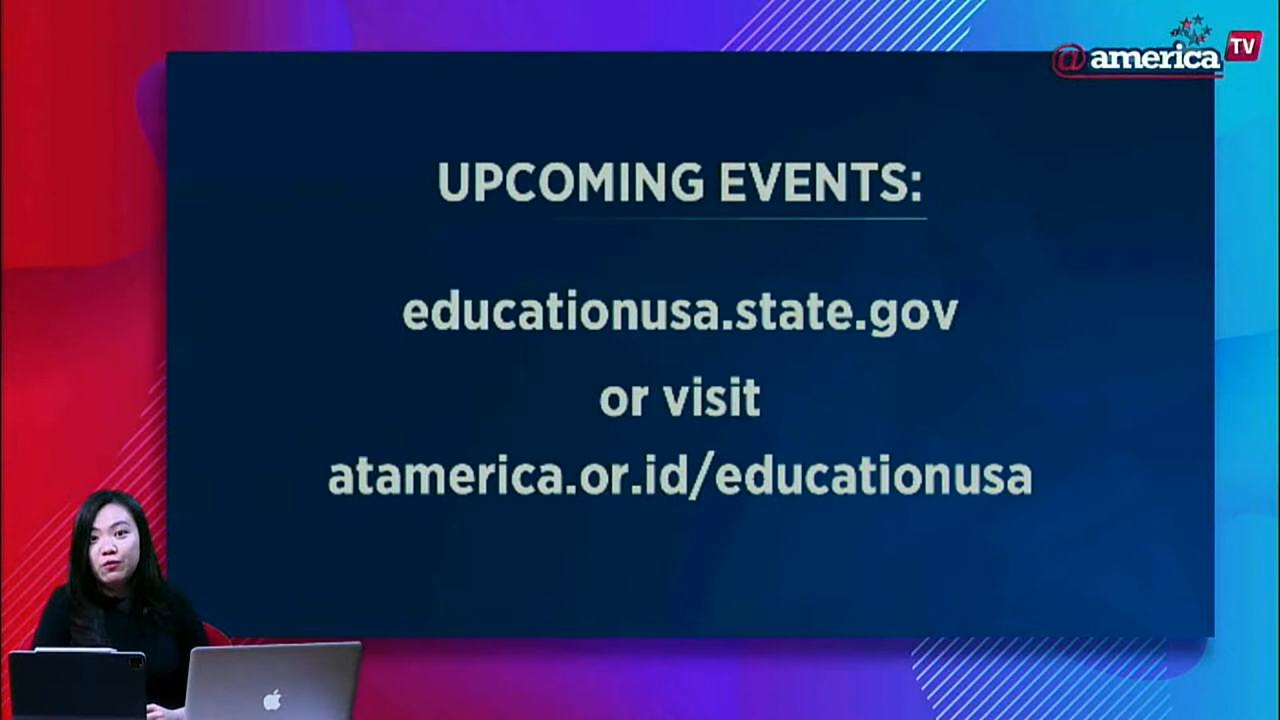 @america TV
UPCOMING EVENTS:
educationusa.state.gov
or visit
atamerica.or.id/educationusa